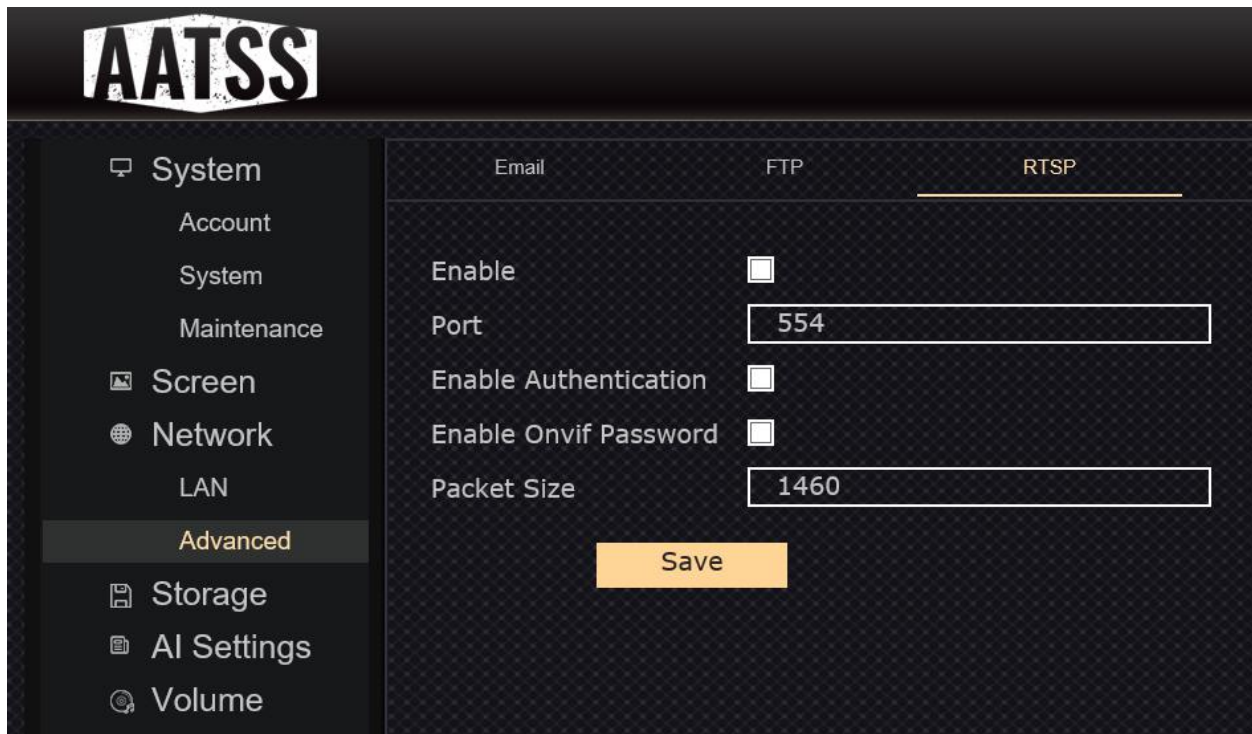 AATSS
System
Account
System
Maintenance
Screen
Network
LAN
Advanced
Storage
AI Settings
Volume
Email FTP RTSP
Enable
Port 554
Enable Authentication
Enable Onvif Password
Packet Size 1460
Save